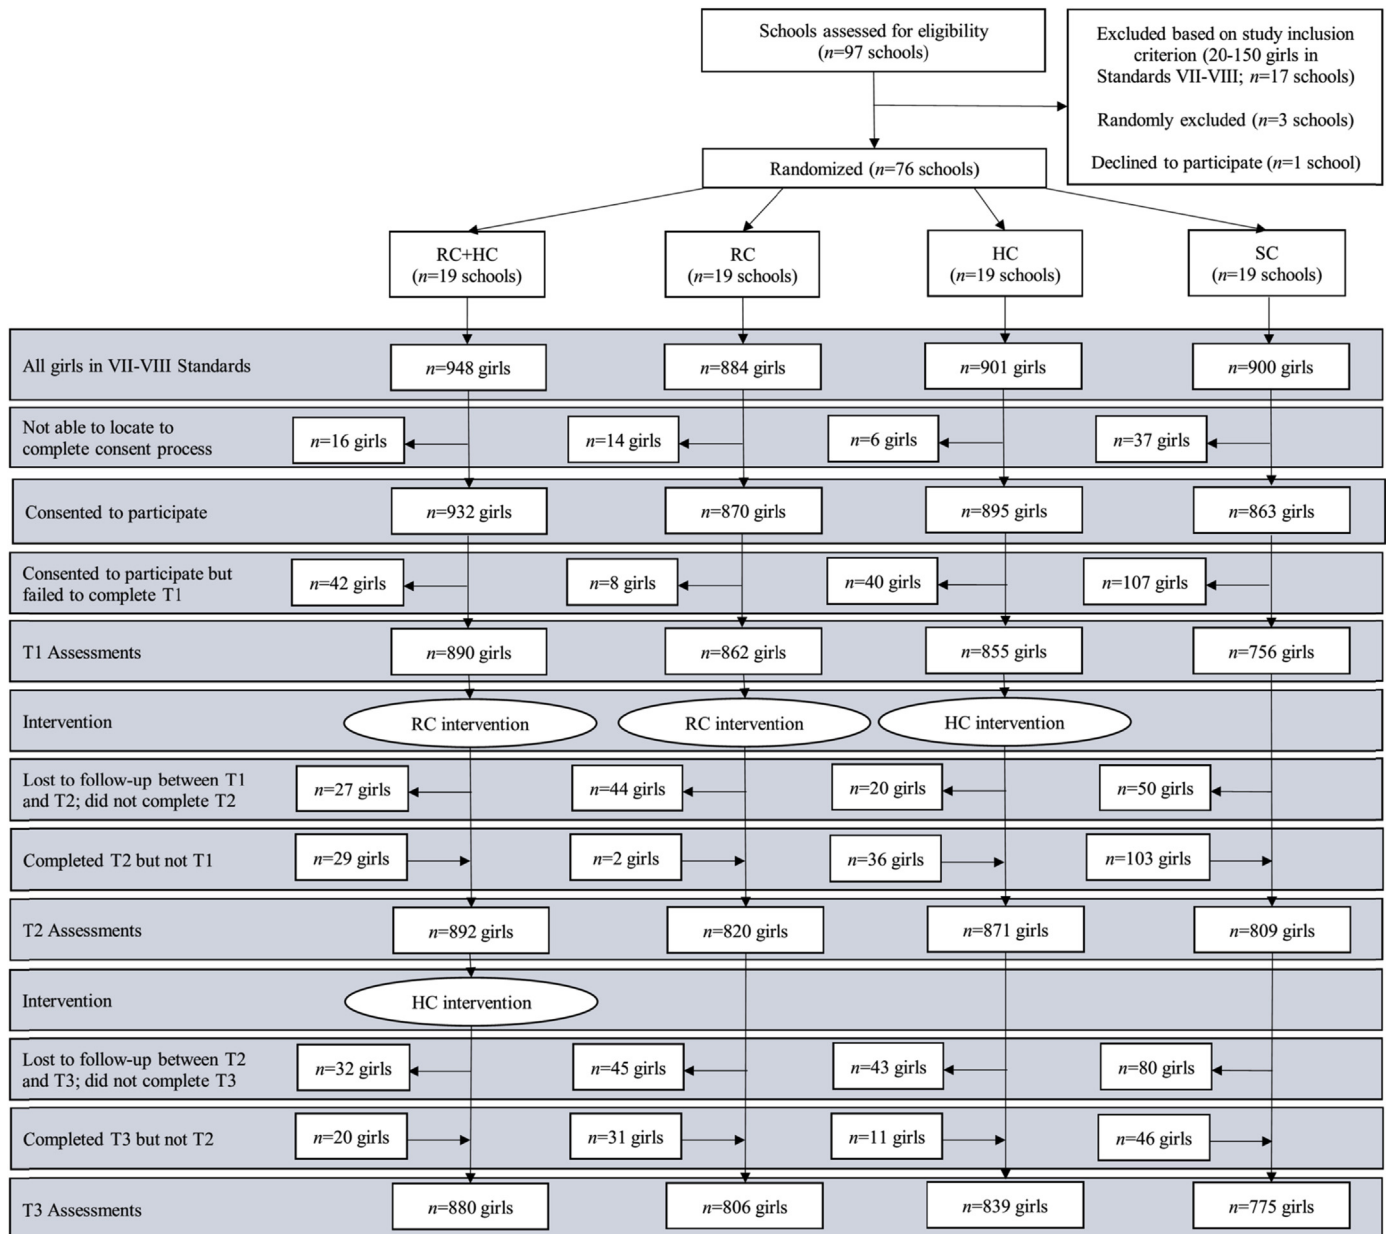 Schools assessed for eligibility
(n=97 schools)
Excluded based on study inclusion
criterion (20-150 girls in
Standards VII-VIII; n=17 schools)
Randomly excluded (n=3 schools)
Declined to participate (n=1 school)
Randomized (n=76 schools)
RC+HC
(n=19 schools)
RC
(n=19 schools)
HC
(n=19 schools)
SC
(n=19 schools)
All girls in VII-VIII Standards
n=948 girls
n=884 girls
n=901 girls
n=900 girls
Not able to locate to
complete consent process
n=16 girls
n=14 girls
n=6 girls
n=37 girls
Consented to participate
n=932 girls
n=870 girls
n=895 girls
n=863 girls
Consented to participate but
failed to complete T1
n=42 girls
n=8 girls
n=40 girls
n=107 girls
T1 Assessments
n=890 girls
n=862 girls
n=855 girls
n=756 girls
Intervention
RC intervention
RC intervention
HC intervention
Lost to follow-up between T1
and T2; did not complete T2
n=27 girls
n=44 girls
n=20 girls
n=50 girls
Completed T2 but not T1
n=29 girls
n=2 girls
n=36 girls
n=103 girls
T2 Assessments
n=892 girls
n=820 girls
n=871 girls
n=809 girls
Intervention
HC intervention
Lost to follow-up between T2
and T3; did not complete T3
n=32 girls
n=45 girls
n=43 girls
n=80 girls
Completed T3 but not T2
n=20 girls
n=31 girls
n=11 girls
n=46 girls
T3 Assessments
n=880 girls
n=806 girls
n=839 girls
n=775 girls